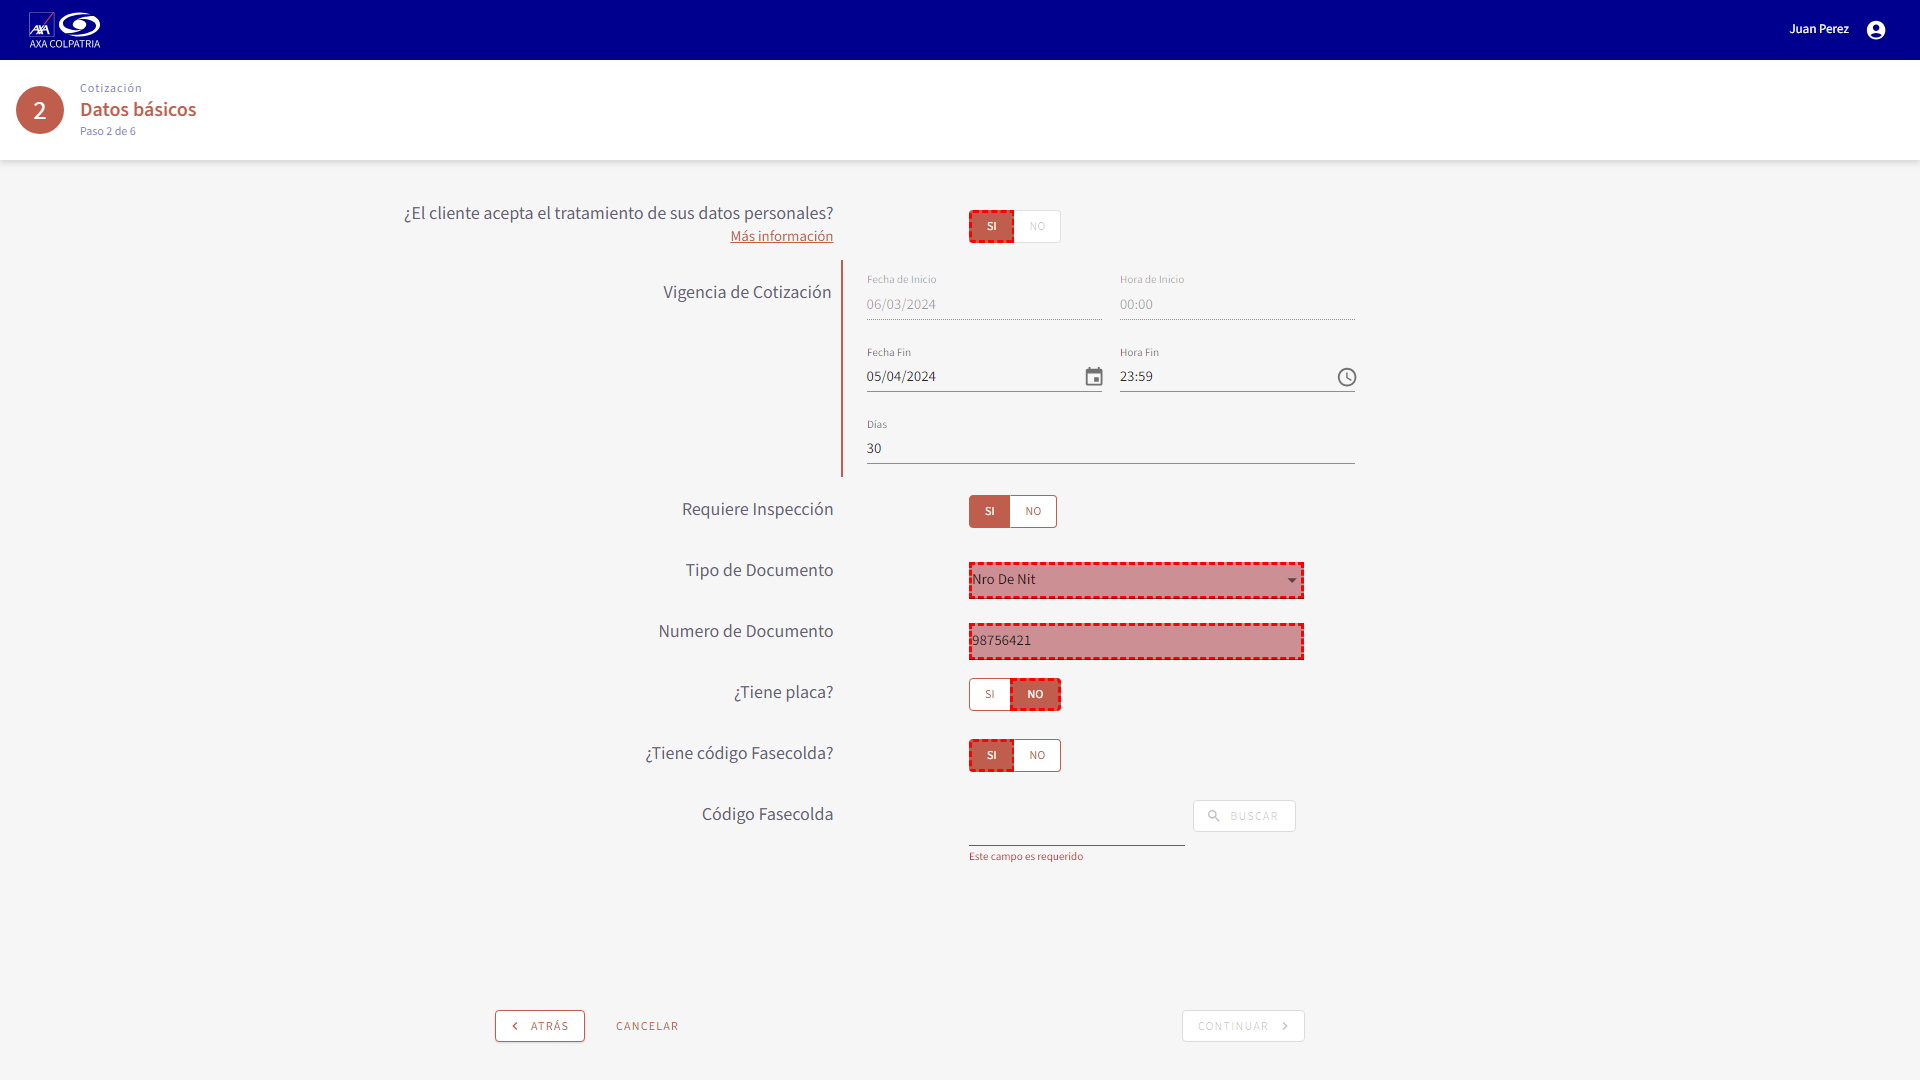 AXA
AXA COLPATRIA
Juan Perez
2
Cotización
Datos básicos
Paso 2 de 6
¿El cliente acepta el tratamiento de sus datos personales?
Más información
SI NO
Vigencia de Cotización
Fecha de Inicio Hora de Inicio
06/03/2024 00:00
Fecha Fin Hora Fin
05/04/2024 23:59
Días
30
Requiere Inspección SI NO
Tipo de Documento Nro De Nit
Numero de Documento 98756421
¿Tiene placa? SI NO
¿Tiene código Fasecolda? SI NO
Código Fasecolda BUSCAR
Este campo es requerido
ATRÁS CANCELAR CONTINUAR